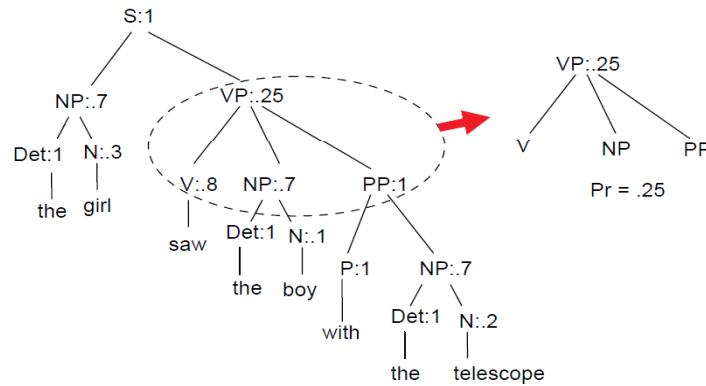 S:1
NP:.7 VP:.25 VP:.25
Det:1 N:.3 V NP PP
the girl V:.8 NP:.7 PP:1 Pr = .25
saw Det:1 N:.1 P:1 NP:.7
the boy with Det:1 N:.2
the telescope